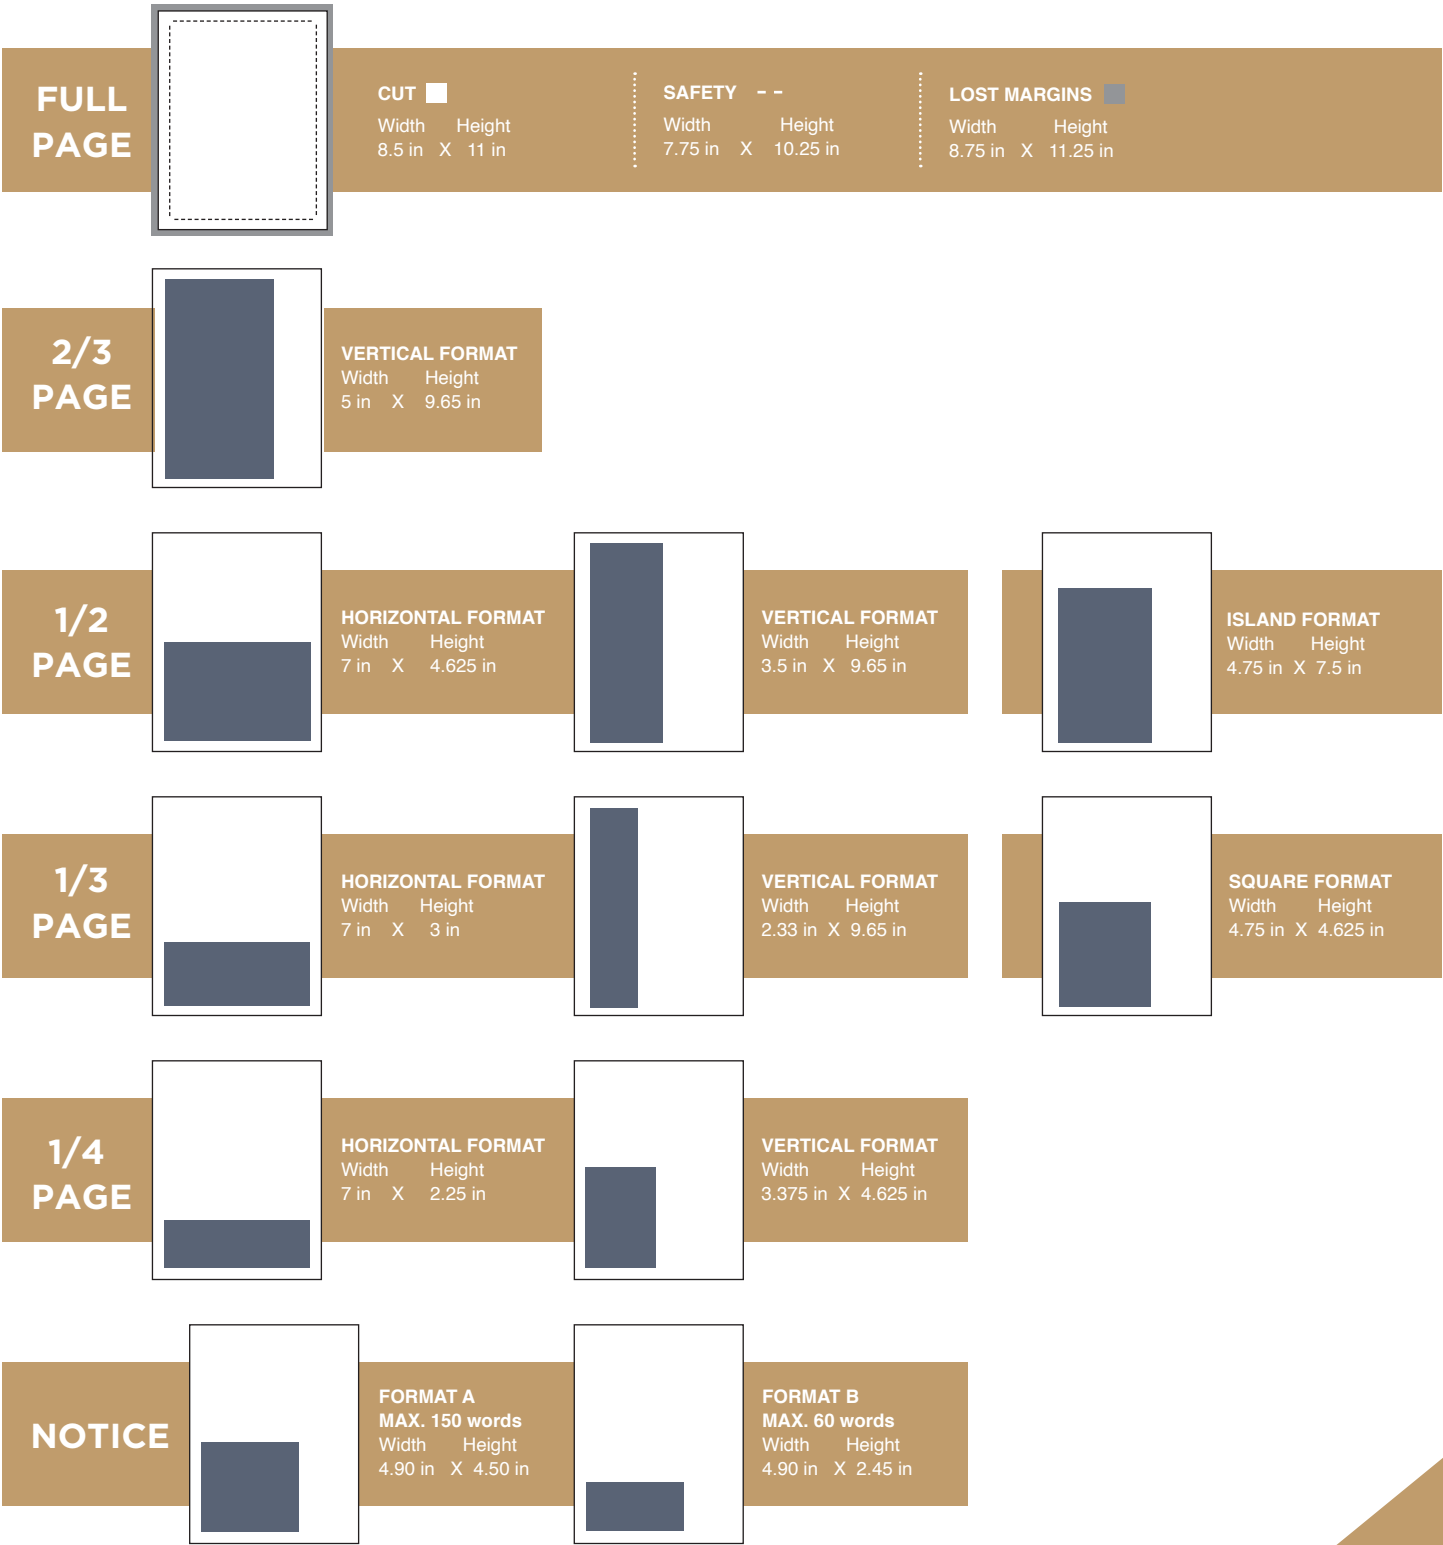 FULL
PAGE
CUT
Width Height
8.5 in X 11 in
SAFETY - -
Width Height
7.75 in X 10.25 in
LOST MARGINS
Width Height
8.75 in X 11.25 in
2/3
PAGE
VERTICAL FORMAT
Width Height
5 in X 9.65 in
1/2
PAGE
HORIZONTAL FORMAT
Width Height
7 in X 4.625 in
VERTICAL FORMAT
Width Height
3.5 in X 9.65 in
ISLAND FORMAT
Width Height
4.75 in X 7.5 in
1/3
PAGE
HORIZONTAL FORMAT
Width Height
7 in X 3 in
VERTICAL FORMAT
Width Height
2.33 in X 9.65 in
SQUARE FORMAT
Width Height
4.75 in X 4.625 in
1/4
PAGE
HORIZONTAL FORMAT
Width Height
7 in X 2.25 in
VERTICAL FORMAT
Width Height
3.375 in X 4.625 in
NOTICE
FORMAT A
MAX. 150 words
Width Height
4.90 in X 4.50 in
FORMAT B
MAX. 60 words
Width Height
4.90 in X 2.45 in